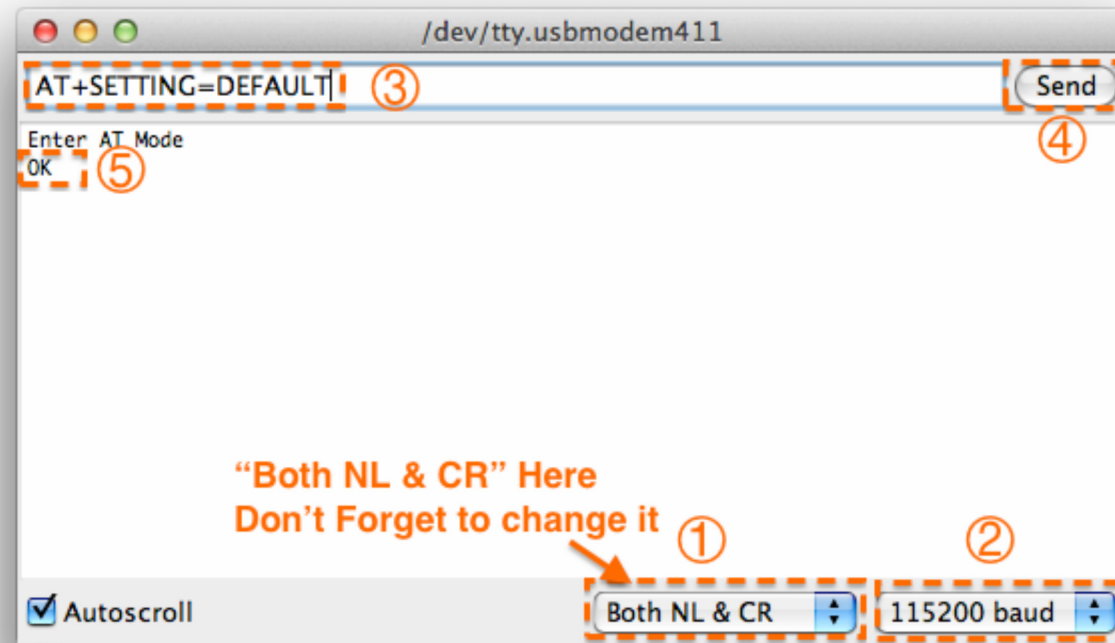 /dev/tty.usbmodem411
AT+SETTING=DEFAULT ③ Send
④
Enter AT Mode
OK ⑤
“Both NL & CR” Here
Don’t Forget to change it
① ②
Autoscroll Both NL & CR 115200 baud